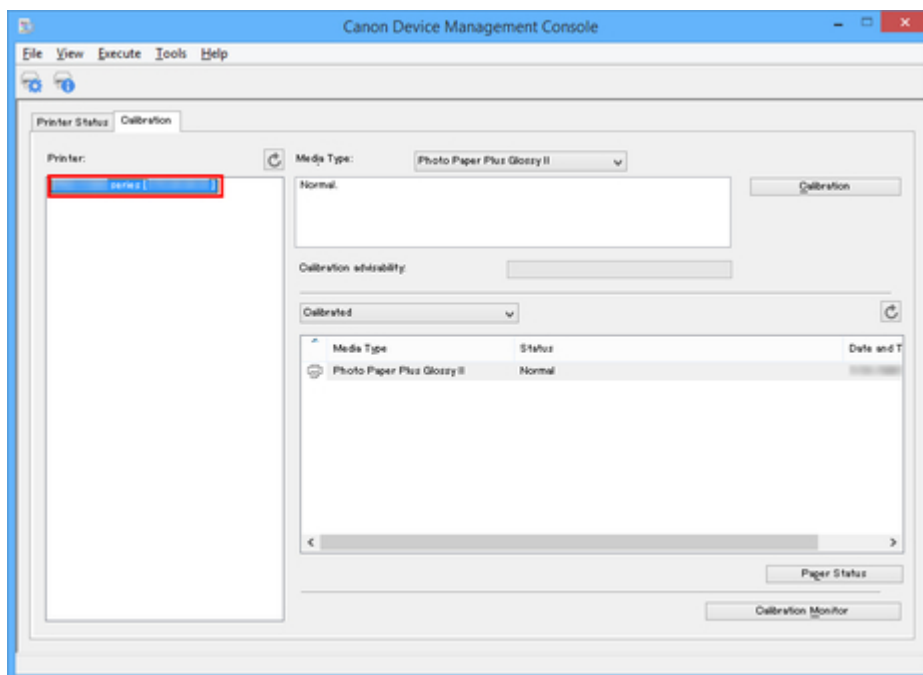 Canon Device Management Console
File View Execute Tools Help
Printer Status Calibration
Printer:
series [ ]
Media Type: Photo Paper Plus Glossy II
Normal.
Calibration
Calibration advisability:
Calibrated
Media Type Status Date and T
Photo Paper Plus Glossy II Normal
Paper Status
Calibration Monitor